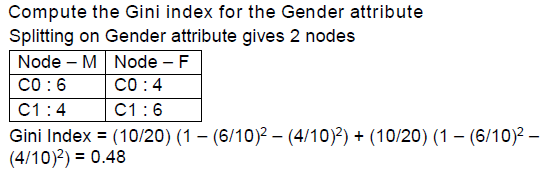 Compute the Gini index for the Gender attribute
Splitting on Gender attribute gives 2 nodes
Node – M Node – F
C0 : 6 C0 : 4
C1 : 4 C1 : 6
Gini Index = (10/20) (1 – (6/10)² – (4/10)²) + (10/20) (1 – (6/10)² –
(4/10)²) = 0.48